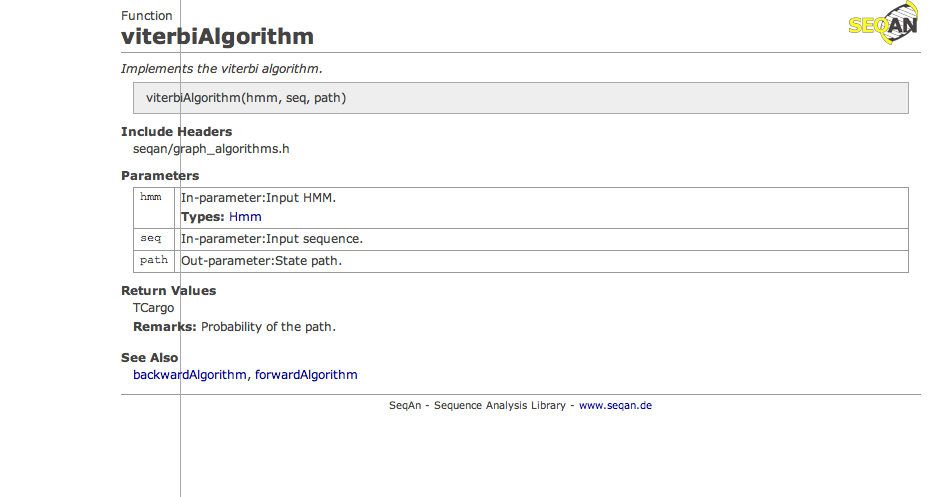 Function
SEQAN
viterbiAlgorithm
Implements the viterbi algorithm.
viterbiAlgorithm(hmm, seq, path)
Include Headers
seqan/graph_algorithms.h
Parameters
hmm In-parameter:Input HMM.
Types: Hmm
seq In-parameter:Input sequence.
path Out-parameter:State path.
Return Values
TCargo
Remarks: Probability of the path.
See Also
backwardAlgorithm, forwardAlgorithm
SeqAn - Sequence Analysis Library - www.seqan.de